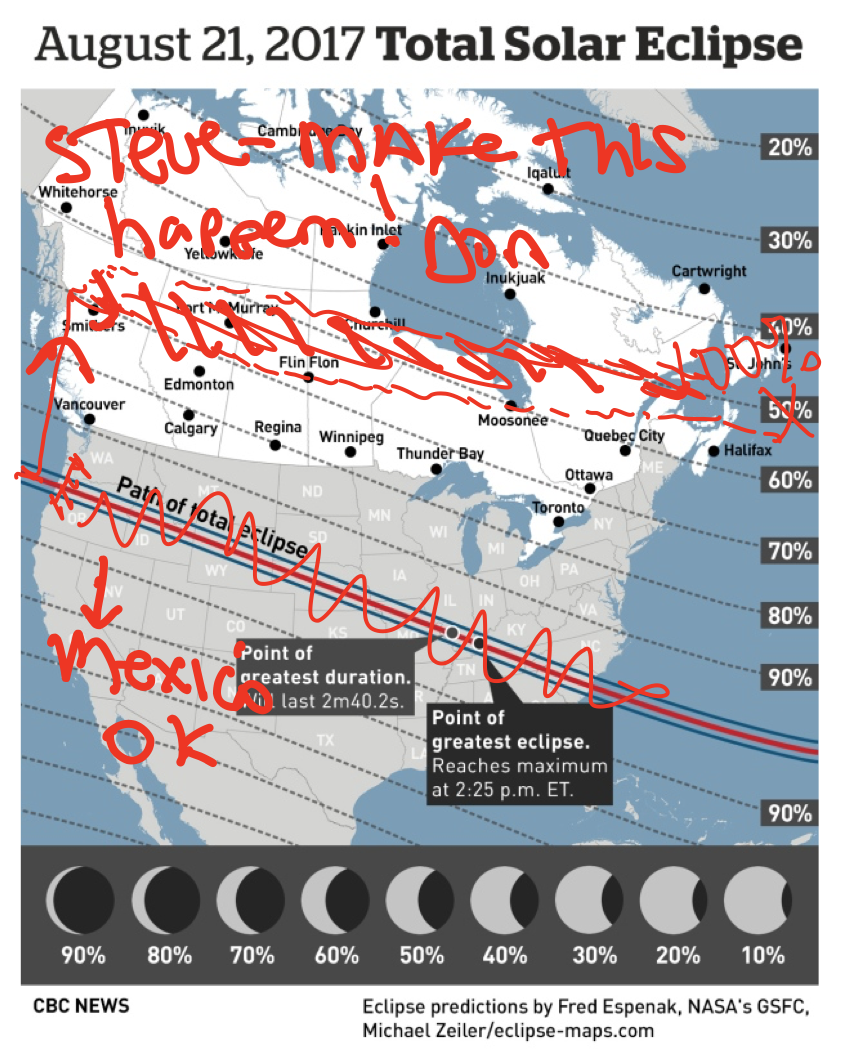 August 21, 2017 Total Solar Eclipse
20%
Inuvik
Cambridge Bay
STEVE - MAKE THIS
Iqaluit
Whitehorse
happen! Don
30%
Rankin Inlet
Yellowknife
Inukjuak
Cartwright
Smithers
Fort McMurray
Churchill
40%
100%
St. John's
Flin Flon
Edmonton
Vancouver
Calgary
Regina
Winnipeg
Moosonee
50%
Quebec City
Halifax
Thunder Bay
WA
ME
Ottawa
60%
Path of total eclipse
MT
ND
Toronto
OR
ID
SD
MN
WI
MI
NY
70%
WY
IA
PA
OH
NV
UT
CO
IL
IN
VA
80%
KS
MO
KY
NC
Mexico
OK
TN
90%
Point of
greatest duration.
Will last 2m40.2s.
TX
Point of
greatest eclipse.
Reaches maximum
at 2:25 p.m. ET.
90%
90% 80% 70% 60% 50% 40% 30% 20% 10%
CBC NEWS
Eclipse predictions by Fred Espenak, NASA's GSFC,
Michael Zeiler/eclipse-maps.com